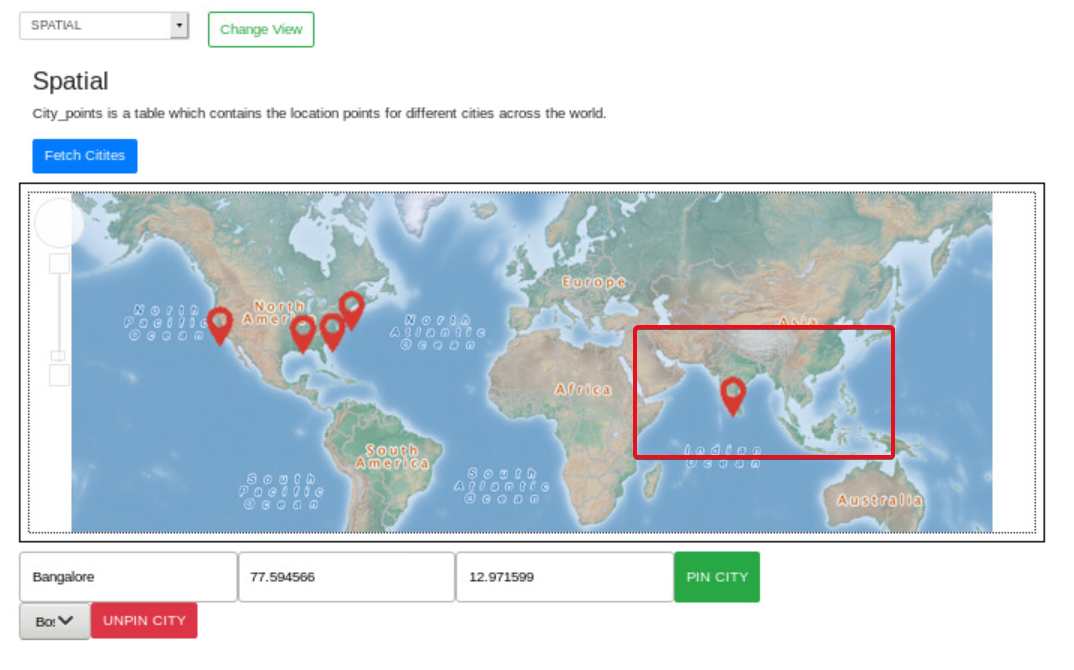 SPATIAL
Change View
Spatial
City_points is a table which contains the location points for different cities across the world.
Fetch Citites
Europe
North
Pacific
Ocean
North
Ameri
North
Atlantic
Ocean
Asia
Africa
South
America
Indian
Ocean
South
Pacific
Ocean
South
Atlantic
Ocean
Australia
Bangalore
77.594566
12.971599
PIN CITY
Bos
UNPIN CITY